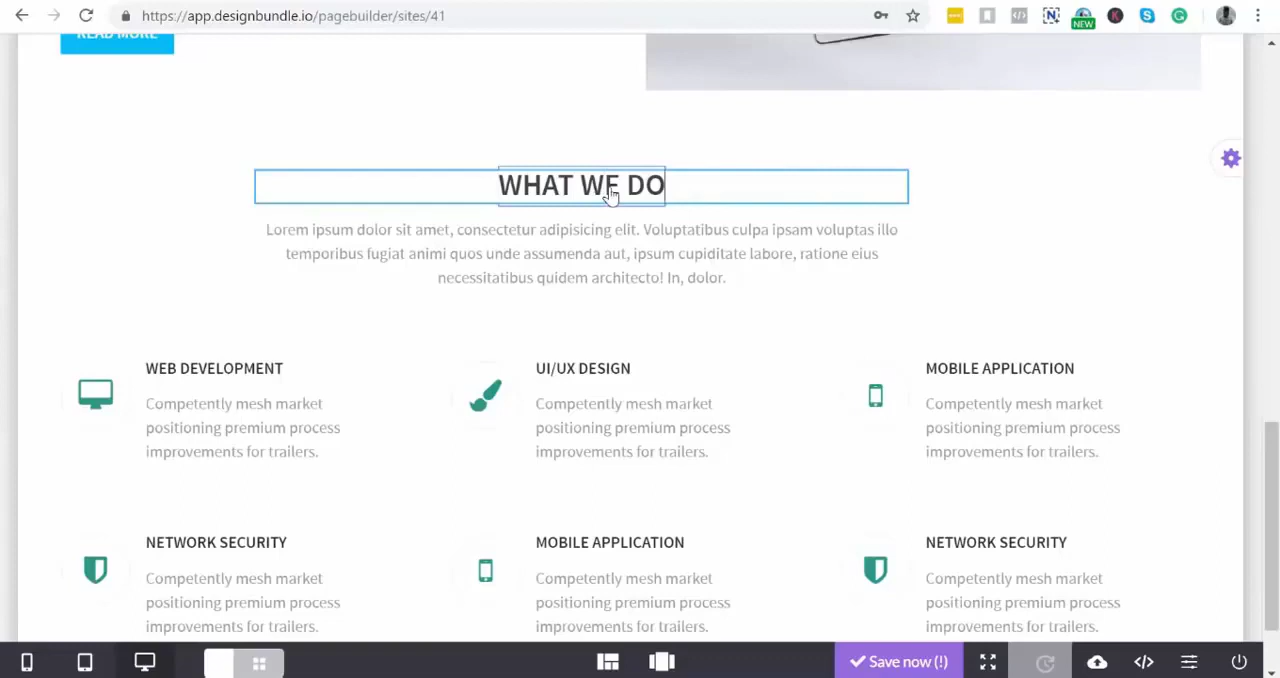 https://app.designbundle.io/pagebuilder/sites/41
NEW
READ MORE
WHAT WE DO
Lorem ipsum dolor sit amet, consectetur adipisicing elit. Voluptatibus culpa ipsam voluptas illo
temporibus fugiat animi quos unde assumenda aut, ipsum cupiditate labore, ratione eius
necessitatibus quidem architecto! In, dolor.
WEB DEVELOPMENT
Competently mesh market
positioning premium process
improvements for trailers.
UI/UX DESIGN
Competently mesh market
positioning premium process
improvements for trailers.
MOBILE APPLICATION
Competently mesh market
positioning premium process
improvements for trailers.
NETWORK SECURITY
Competently mesh market
positioning premium process
improvements for trailers.
MOBILE APPLICATION
Competently mesh market
positioning premium process
improvements for trailers.
NETWORK SECURITY
Competently mesh market
positioning premium process
improvements for trailers.
Save now (!)